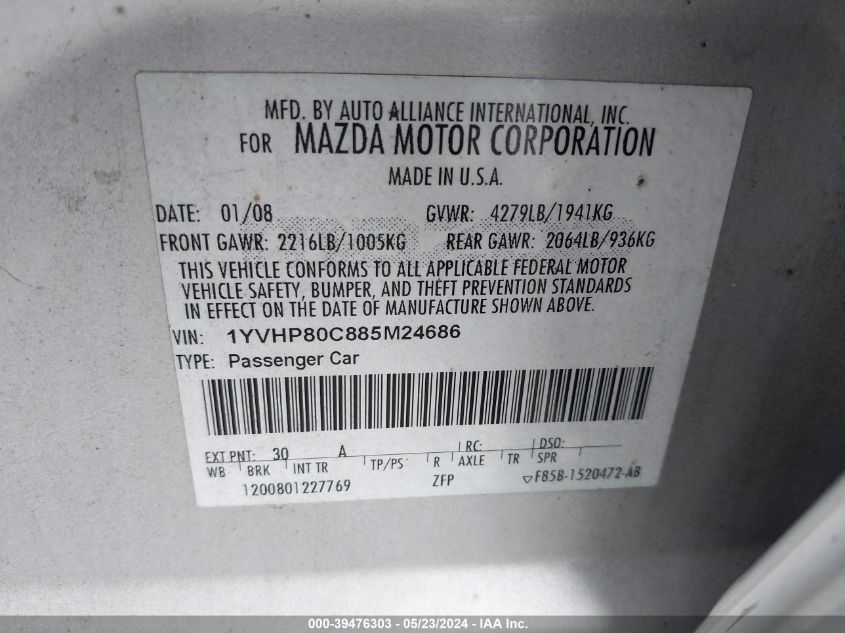 MFD. BY AUTO ALLIANCE INTERNATIONAL, INC.
FOR MAZDA MOTOR CORPORATION
MADE IN U.S.A.
DATE: 01/08 GVWR: 4279LB/1941KG
FRONT GAWR: 2216LB/1005KG REAR GAWR: 2064LB/936KG
THIS VEHICLE CONFORMS TO ALL APPLICABLE FEDERAL MOTOR
VEHICLE SAFETY, BUMPER, AND THEFT PREVENTION STANDARDS
IN EFFECT ON THE DATE OF MANUFACTURE SHOWN ABOVE.
VIN: 1YVHP80C885M24686
TYPE: Passenger Car
EXT PNT: 30 A RC: DSO:
WB BRK INT TR TP/PS R AXLE TR SPR
1200801227769 ZFP ▽F85B-1520472-AB
000-39476303 - 05/23/2024 - IAA Inc.